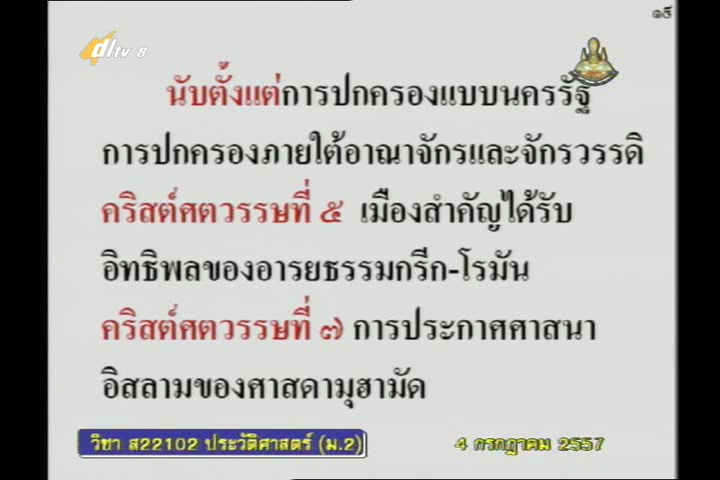 ๑๕
dltv 8
นับตั้งแต่การปกครองแบบนครรัฐ
การปกครองภายใต้อาณาจักรและจักรวรรดิ
คริสต์ศตวรรษที่ ๕ เมืองสำคัญได้รับ
อิทธิพลของอารยธรรมกรีก-โรมัน
คริสต์ศตวรรษที่ ๗ การประกาศศาสนา
อิสลามของศาสดามุฮามัด
วิชา ส22102 ประวัติศาสตร์ (ม.2)
4 กรกฎาคม 2557